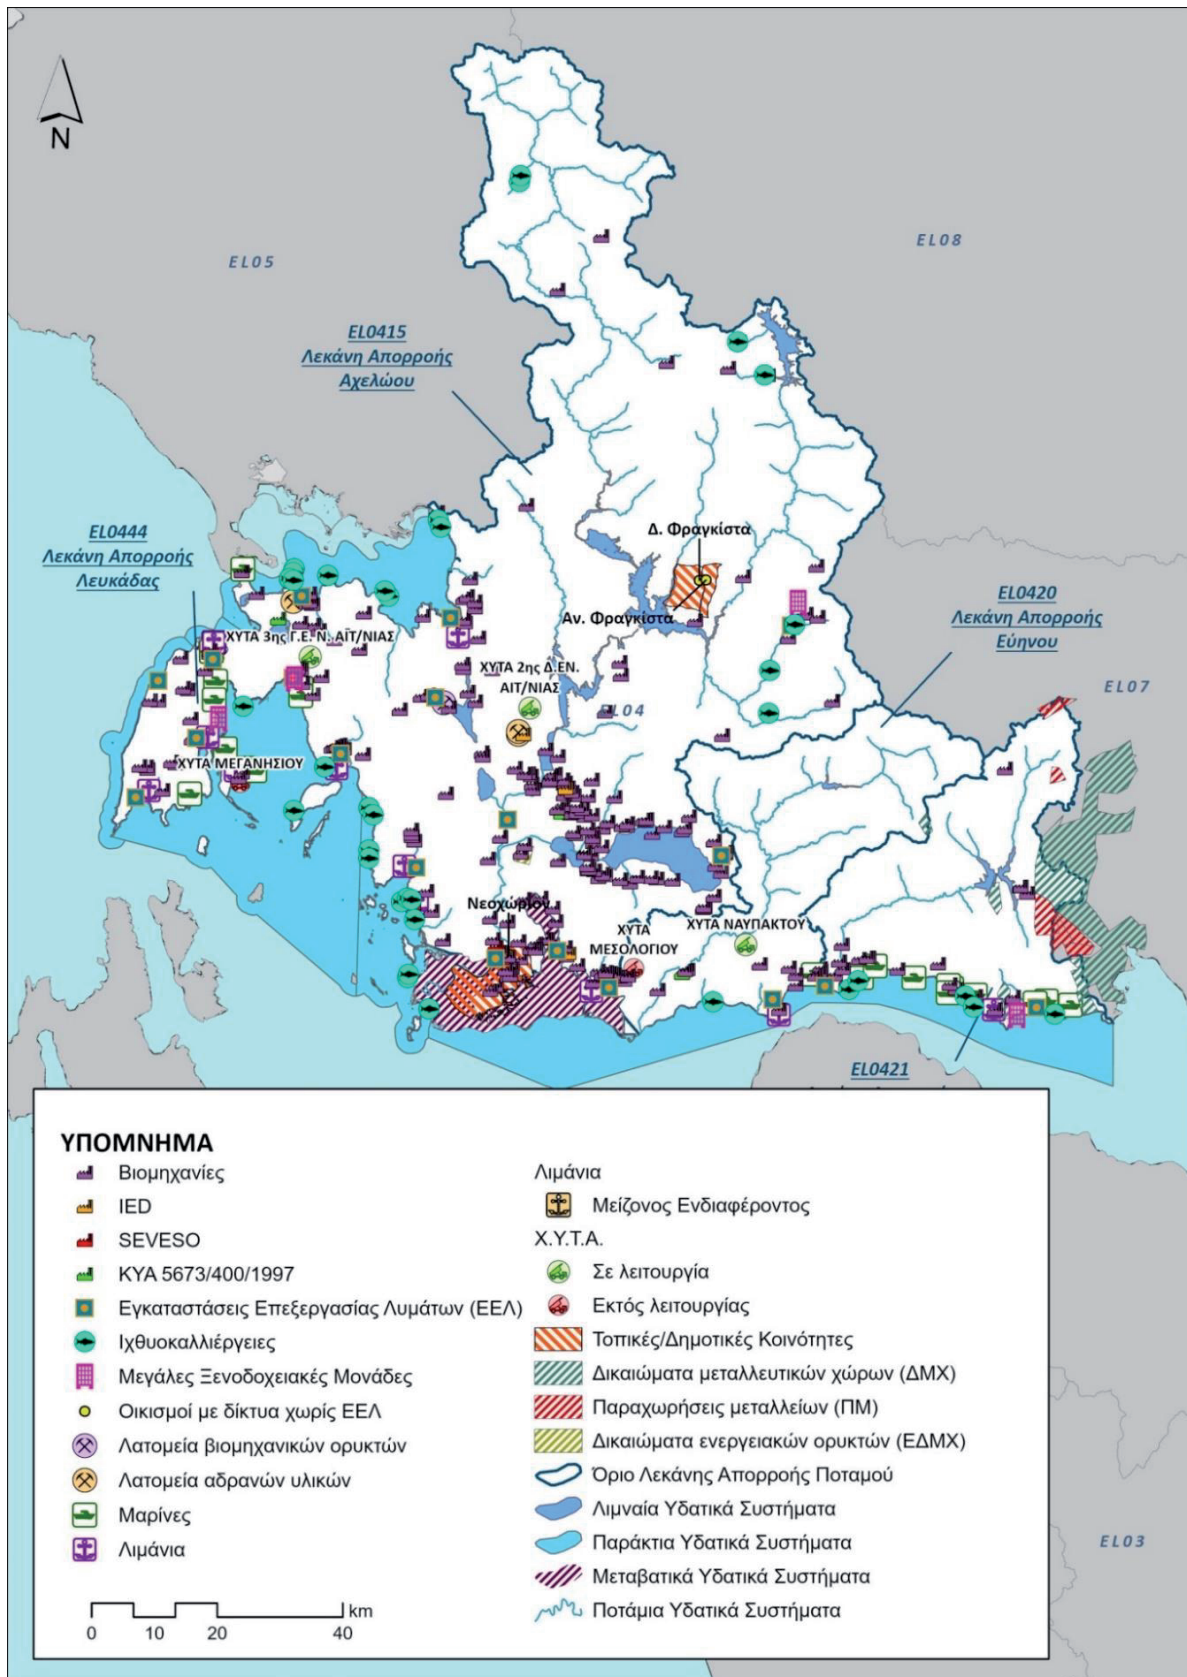 N
EL05
EL08
EL0415
Λεκάνη Απορροής
Αχελώου
EL0444
Λεκάνη Απορροής
Λευκάδας
Δ. Φραγκίστα
Αν. Φραγκίστα
EL0420
Λεκάνη Απορροής
Εύηνου
EL07
ΧΥΤΑ 3ης Γ.Ε. Ν. ΑΙΤ/ΝΙΑΣ
ΧΥΤΑ 2ης Δ.ΕΝ.
ΑΙΤ/ΝΙΑΣ
EL04
ΧΥΤΑ ΜΕΓΑΝΗΣΙΟΥ
Νεοχώριον
ΧΥΤΑ
ΜΕΣΟΛΟΓΙΟΥ
ΧΥΤΑ ΝΑΥΠΑΚΤΟΥ
EL0421
ΥΠΟΜΝΗΜΑ
Βιομηχανίες
IED
SEVESO
ΚΥΑ 5673/400/1997
Εγκαταστάσεις Επεξεργασίας Λυμάτων (ΕΕΛ)
Ιχθυοκαλλιέργειες
Μεγάλες Ξενοδοχειακές Μονάδες
Οικισμοί με δίκτυα χωρίς ΕΕΛ
Λατομεία βιομηχανικών ορυκτών
Λατομεία αδρανών υλικών
Μαρίνες
Λιμάνια
km
0 10 20 40
Λιμάνια
Μείζονος Ενδιαφέροντος
Χ.Υ.Τ.Α.
Σε λειτουργία
Εκτός λειτουργίας
Τοπικές/Δημοτικές Κοινότητες
Δικαιώματα μεταλλευτικών χώρων (ΔΜΧ)
Παραχωρήσεις μεταλλείων (ΠΜ)
Δικαιώματα ενεργειακών ορυκτών (ΕΔΜΧ)
Όριο Λεκάνης Απορροής Ποταμού
Λιμναία Υδατικά Συστήματα
Παράκτια Υδατικά Συστήματα
Μεταβατικά Υδατικά Συστήματα
Ποτάμια Υδατικά Συστήματα
EL03